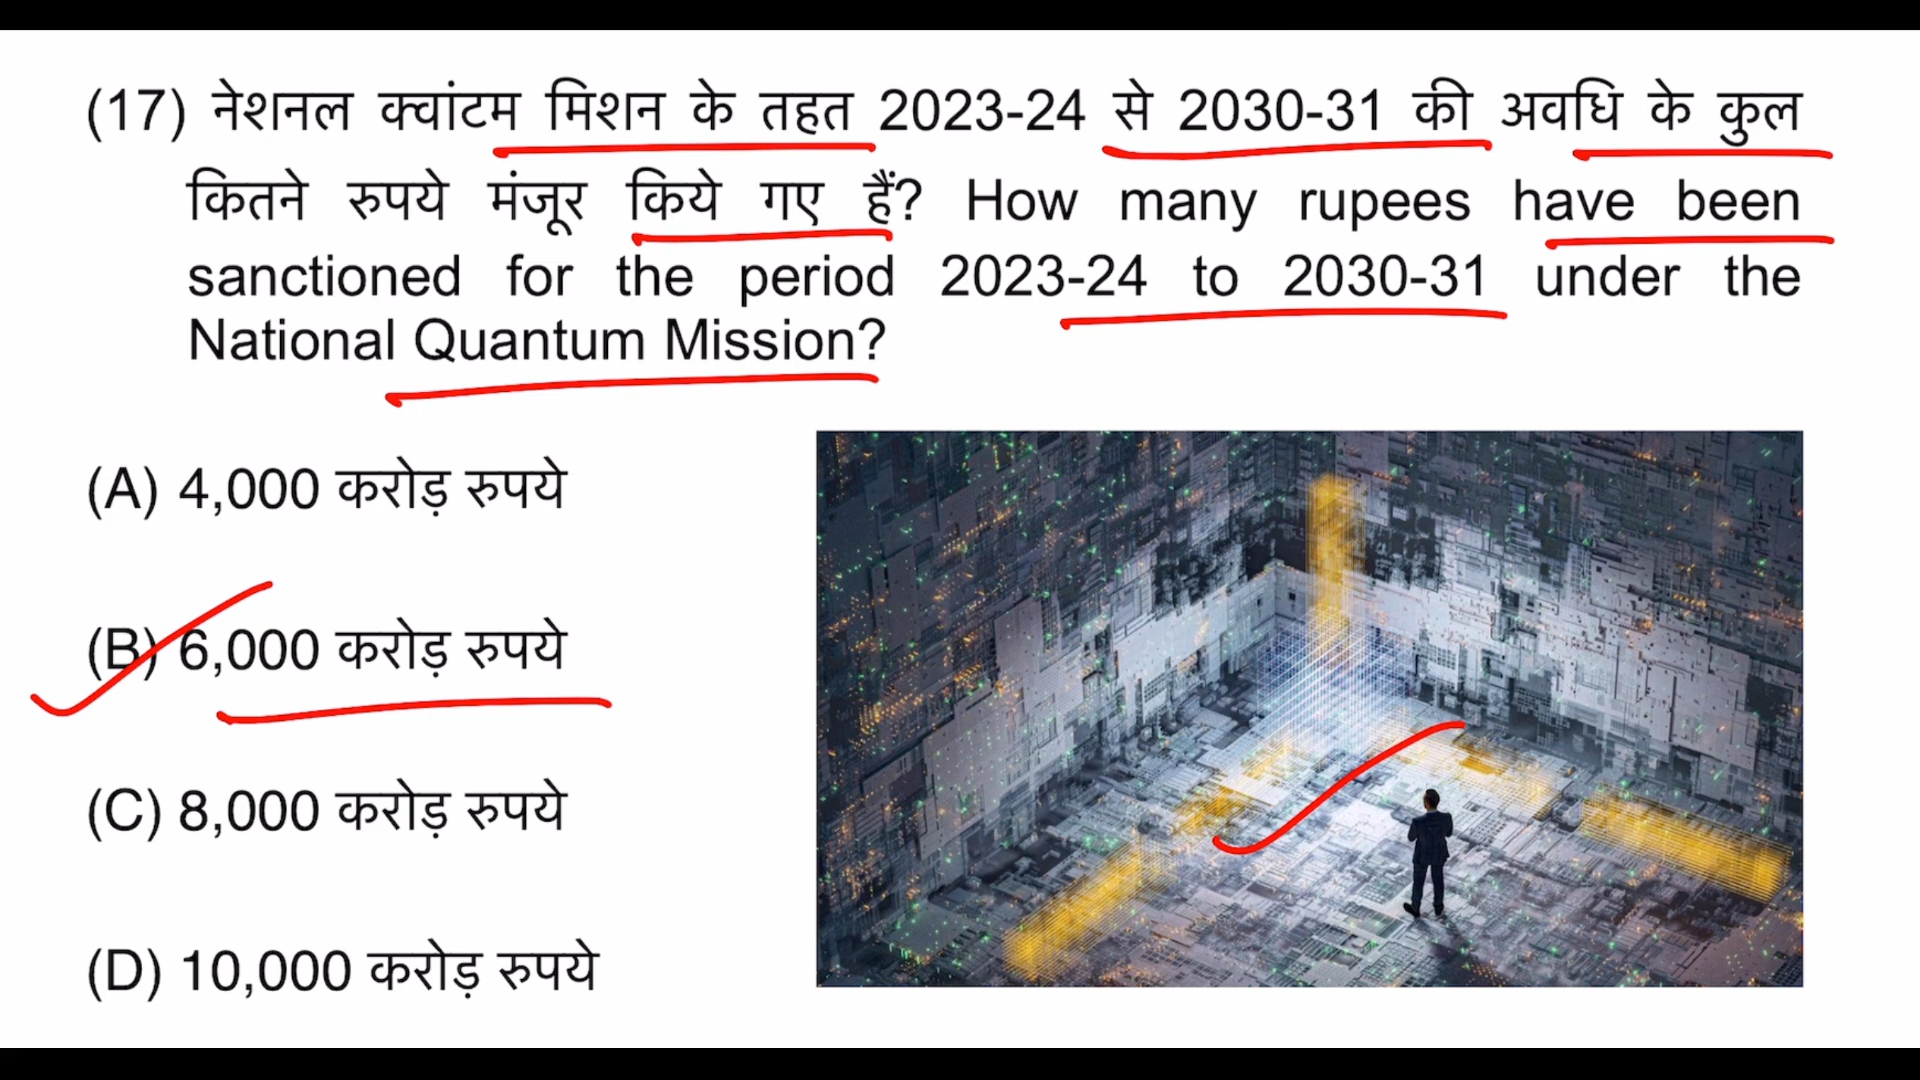 (17) नेशनल क्वांटम मिशन के तहत 2023-24 से 2030-31 की अवधि के कुल
कितने रुपये मंजूर किये गए हैं? How many rupees have been
sanctioned for the period 2023-24 to 2030-31 under the
National Quantum Mission?
(A) 4,000 करोड़ रुपये
(B) 6,000 करोड़ रुपये
(C) 8,000 करोड़ रुपये
(D) 10,000 करोड़ रुपये